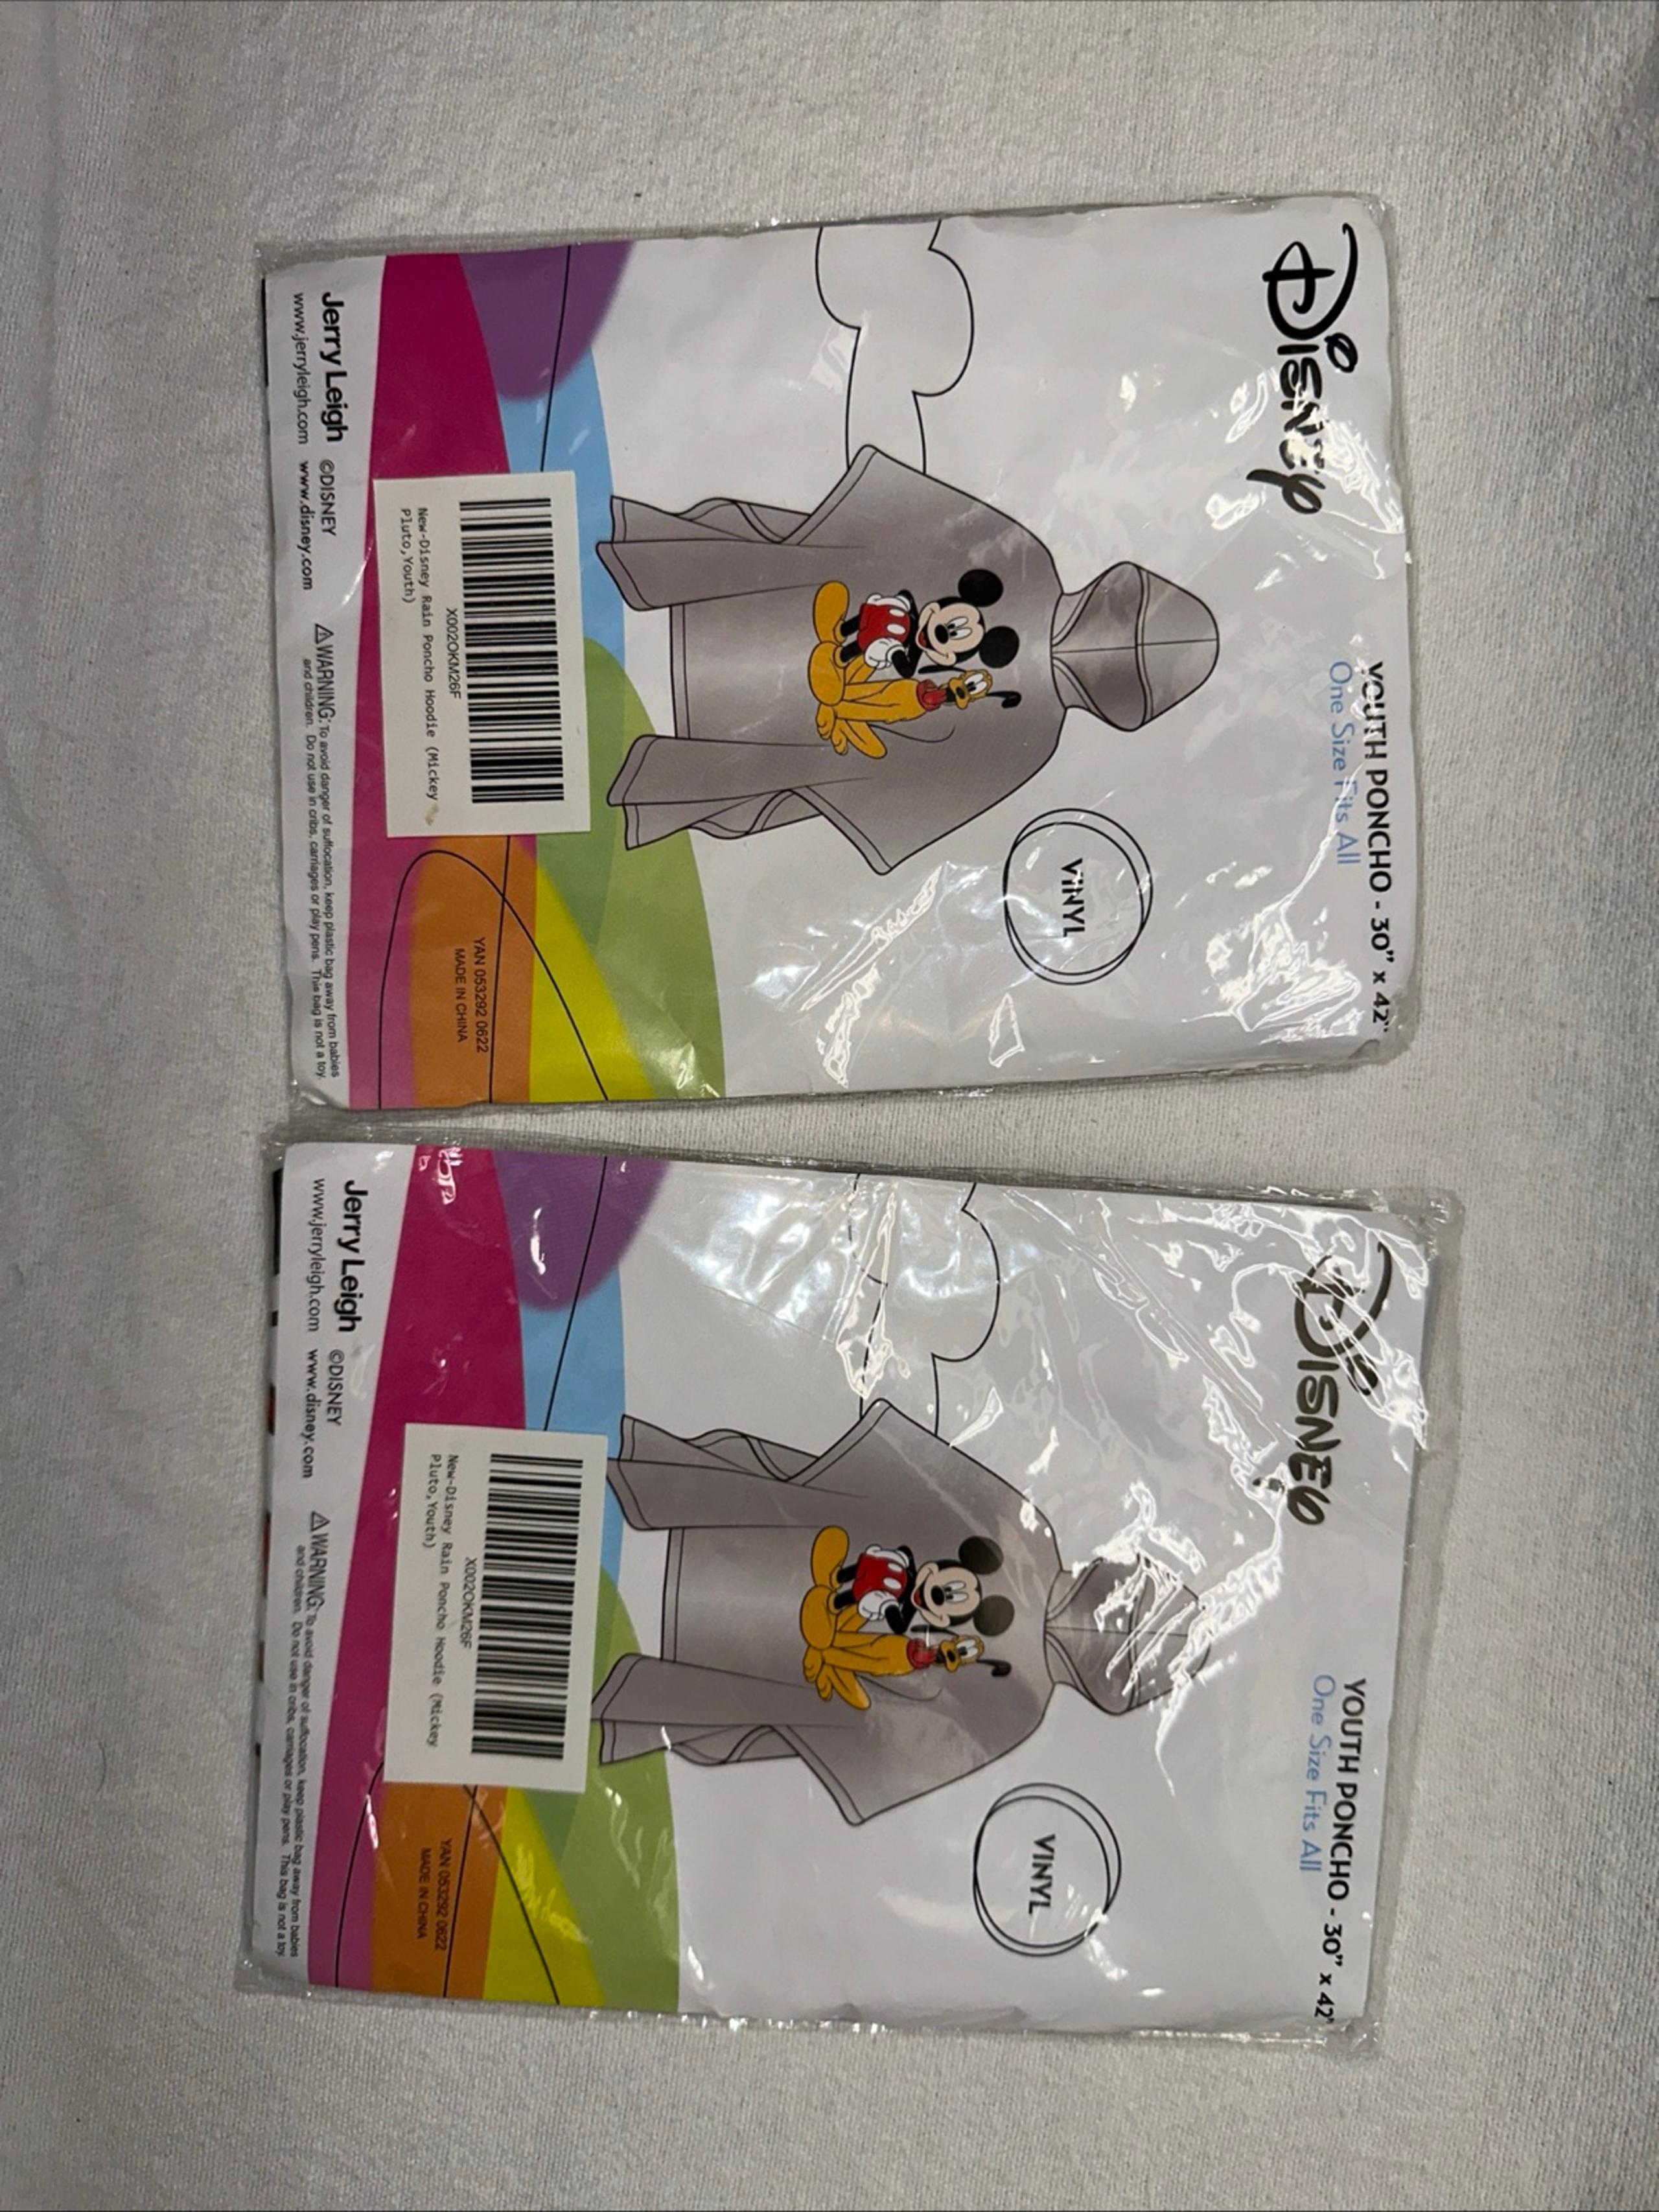 Disney
YOUTH PONCHO - 30" x 42"
One Size Fits All
VINYL
X002OKM26F
New-Disney Rain Poncho Hoodie (Mickey
Pluto,Youth)
YAN 053292 0622
MADE IN CHINA
Jerry Leigh ©DISNEY
www.jerryleigh.com www.disney.com
⚠WARNING: To avoid danger of suffocation, keep plastic bag away from babies
and children. Do not use in cribs, carriages or play pens. This bag is not a toy.
Disney
YOUTH PONCHO - 30" x 42"
One Size Fits All
VINYL
X002OKM26F
New-Disney Rain Poncho Hoodie (Mickey
Pluto,Youth)
YAN 053292 0622
MADE IN CHINA
Jerry Leigh ©DISNEY
www.jerryleigh.com www.disney.com
⚠WARNING: To avoid danger of suffocation, keep plastic bag away from babies
and children. Do not use in cribs, carriages or play pens. This bag is not a toy.